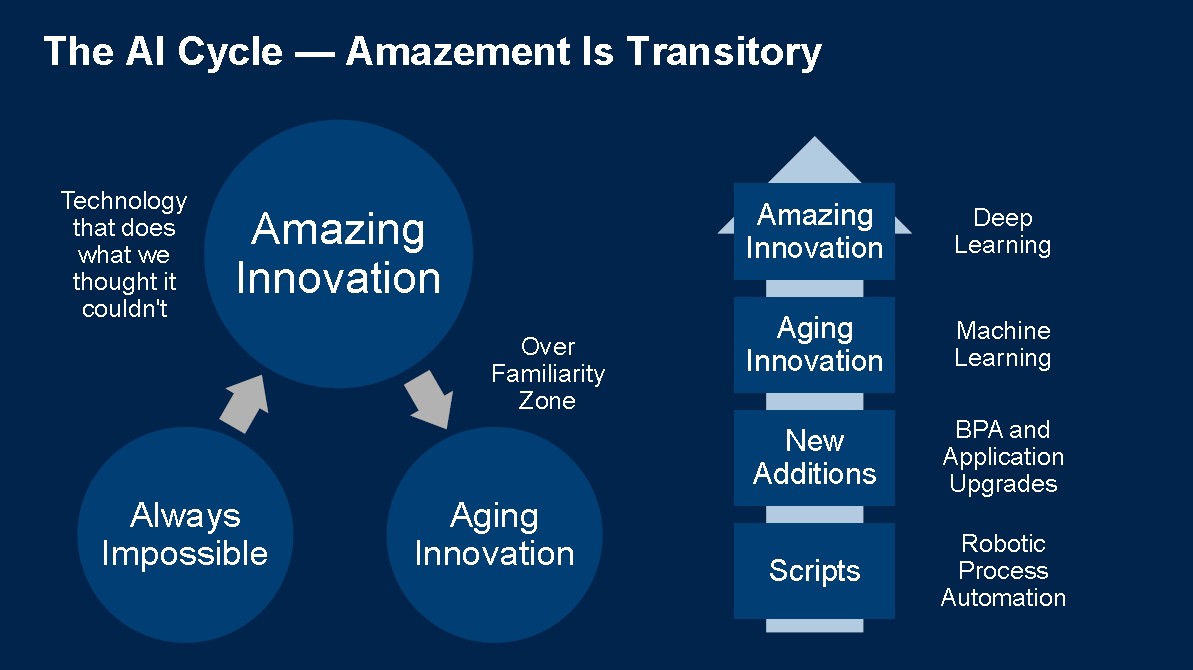 The AI Cycle — Amazement Is Transitory
Technology
that does
what we
thought it
couldn't
Amazing
Innovation
Over
Familiarity
Zone
Always
Impossible
Aging
Innovation
Amazing
Innovation
Deep
Learning
Aging
Innovation
Machine
Learning
New
Additions
BPA and
Application
Upgrades
Scripts
Robotic
Process
Automation